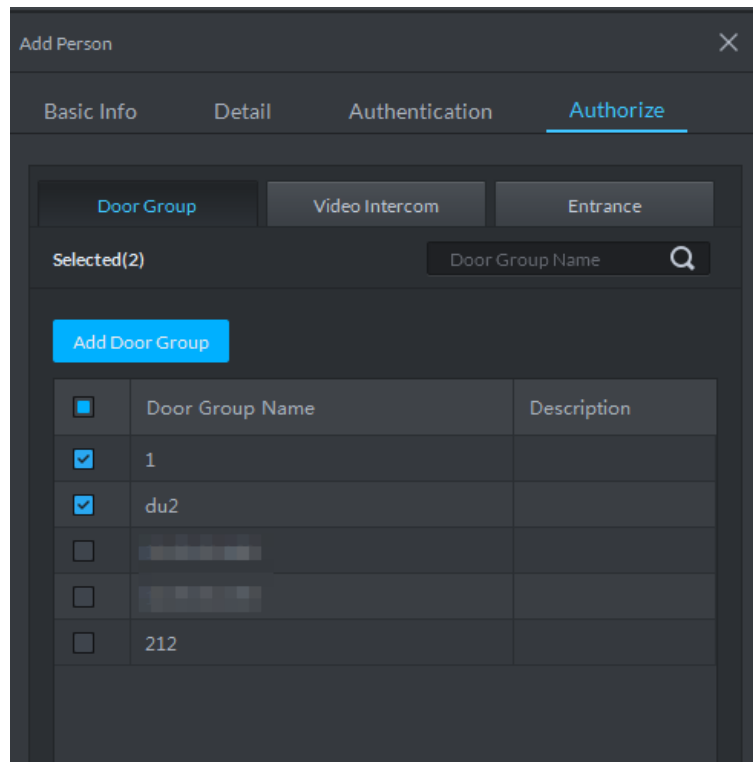 Add Person
Basic Info Detail Authentication Authorize
Door Group Video Intercom Entrance
Selected(2) Door Group Name
Add Door Group
Door Group Name Description
1
du2
212